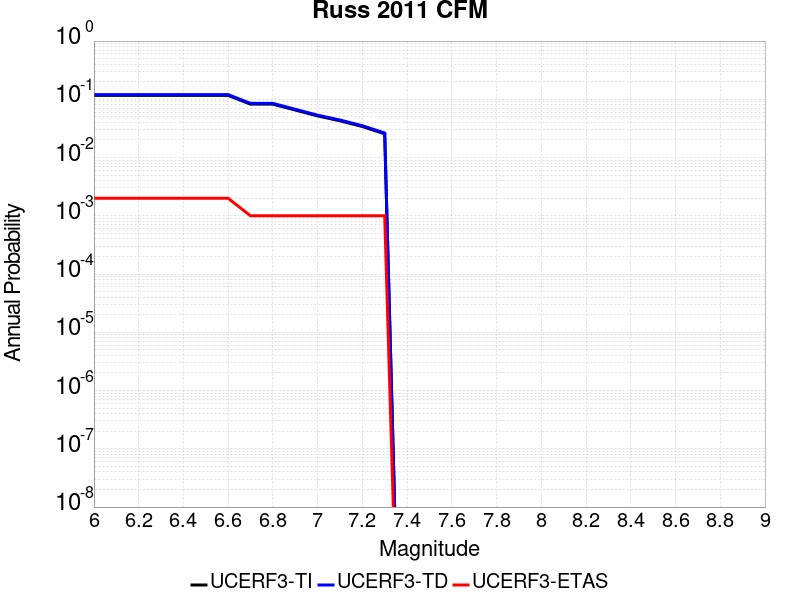 Russ 2011 CFM
Annual Probability
10^0
10^-1
10^-2
10^-3
10^-4
10^-5
10^-6
10^-7
10^-8
6 6.2 6.4 6.6 6.8 7 7.2 7.4 7.6 7.8 8 8.2 8.4 8.6 8.8 9
Magnitude
UCERF3-TI UCERF3-TD UCERF3-ETAS